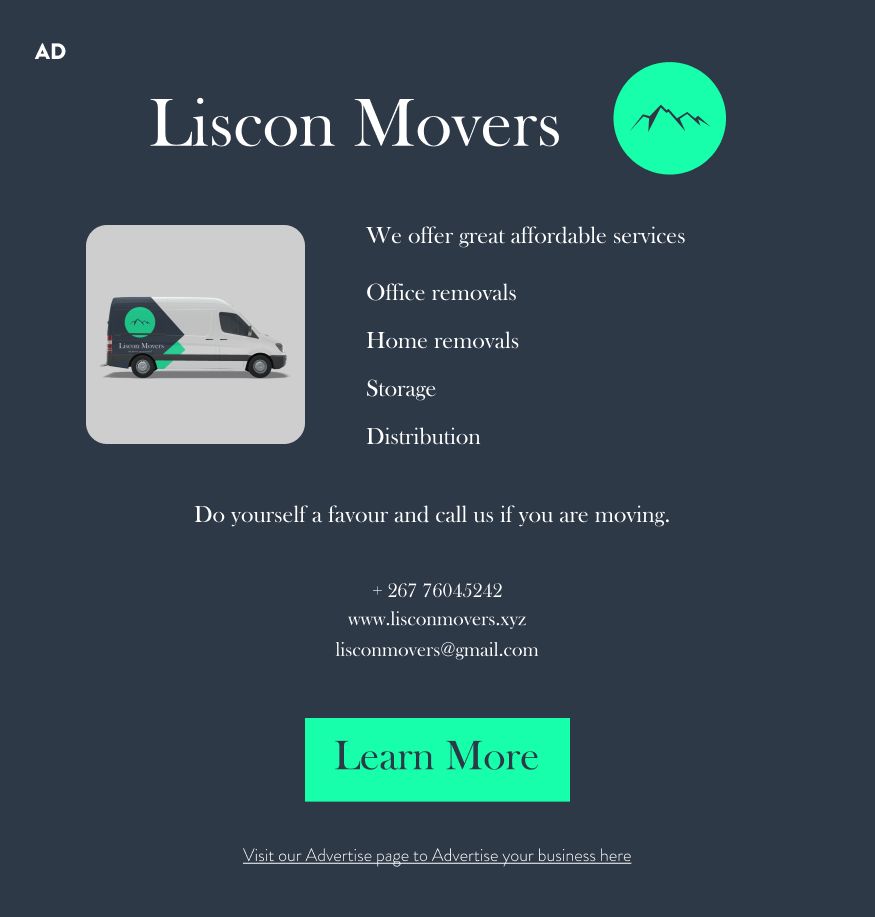 AD
Liscon Movers
We offer great affordable services
Office removals
Home removals
Storage
Distribution
Liscon Movers
Do yourself a favour and call us if you are moving.
+ 267 76045242
www.lisconmovers.xyz
lisconmovers@gmail.com
Learn More
Visit our Advertise page to Advertise your business here